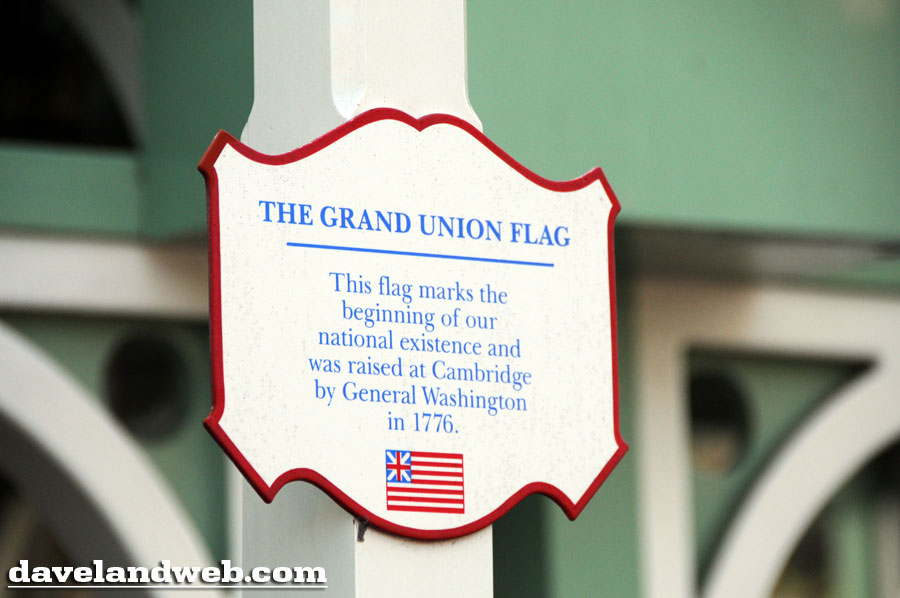 THE GRAND UNION FLAG
This flag marks the
beginning of our
national existence and
was raised at Cambridge
by General Washington
in 1776.
davelandweb.com